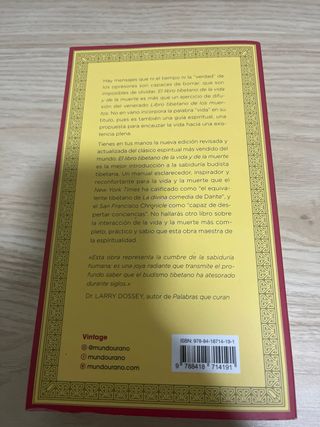 Hay mensajes que ni el tiempo ni la "verdad" de
los opresores son capaces de borrar, que son
imposibles de olvidar. El libro tibetano de la vida
y de la muerte es más que un ejercicio de difu-
sión del venerado Libro tibetano de los muer-
tos. No en vano incorpora la palabra "vida" en su
título, pues es también una guía espiritual, una
propuesta para encauzar la vida hacia una exis-
tencia plena.
Tienes en tus manos la nueva edición revisada y
actualizada del clásico espiritual más vendido del
mundo. El libro tibetano de la vida y de la muerte
es la mejor introducción a la sabiduría budista
tibetana. Un manual esclarecedor, inspirador y
reconfortante para la vida y la muerte que el
New York Times ha calificado como "el equiva-
lente tibetano de La divina comedia de Dante", y
el San Francisco Chronicle como "capaz de des-
pertar conciencias". No hallarás otro libro sobre
la interacción de la vida y la muerte más com-
pleto, práctico y sabio que esta obra maestra de
la espiritualidad.
«Esta obra representa la cumbre de la sabiduría
humana; es una joya radiante que transmite el pro-
fundo saber que el budismo tibetano ha atesorado
durante siglos.»
Dr. LARRY DOSSEY, autor de Palabras que curan
Vintage
@mundourano
mundourano
mundourano.com
ISBN: 978-84-18714-19-1
9 788418 714191